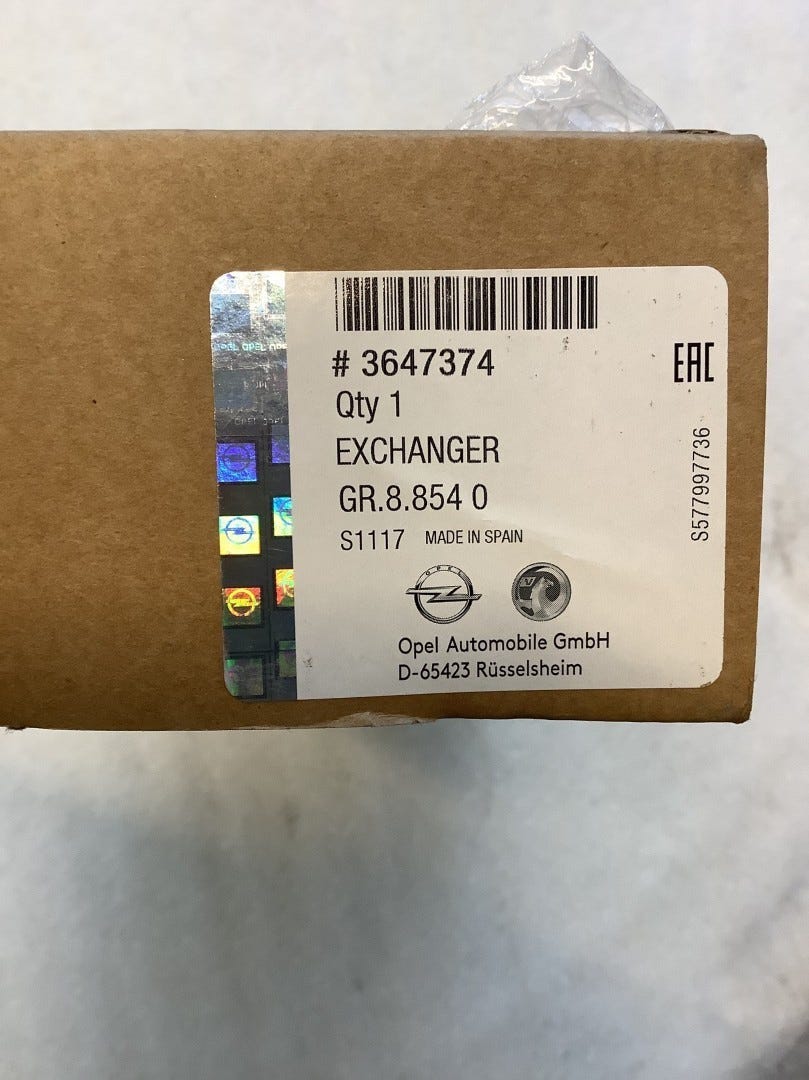 # 3647374
EAC
Qty 1
EXCHANGER
GR.8.854 0
S1117 MADE IN SPAIN
S577997736
OPEL
Opel Automobile GmbH
D-65423 Rüsselsheim